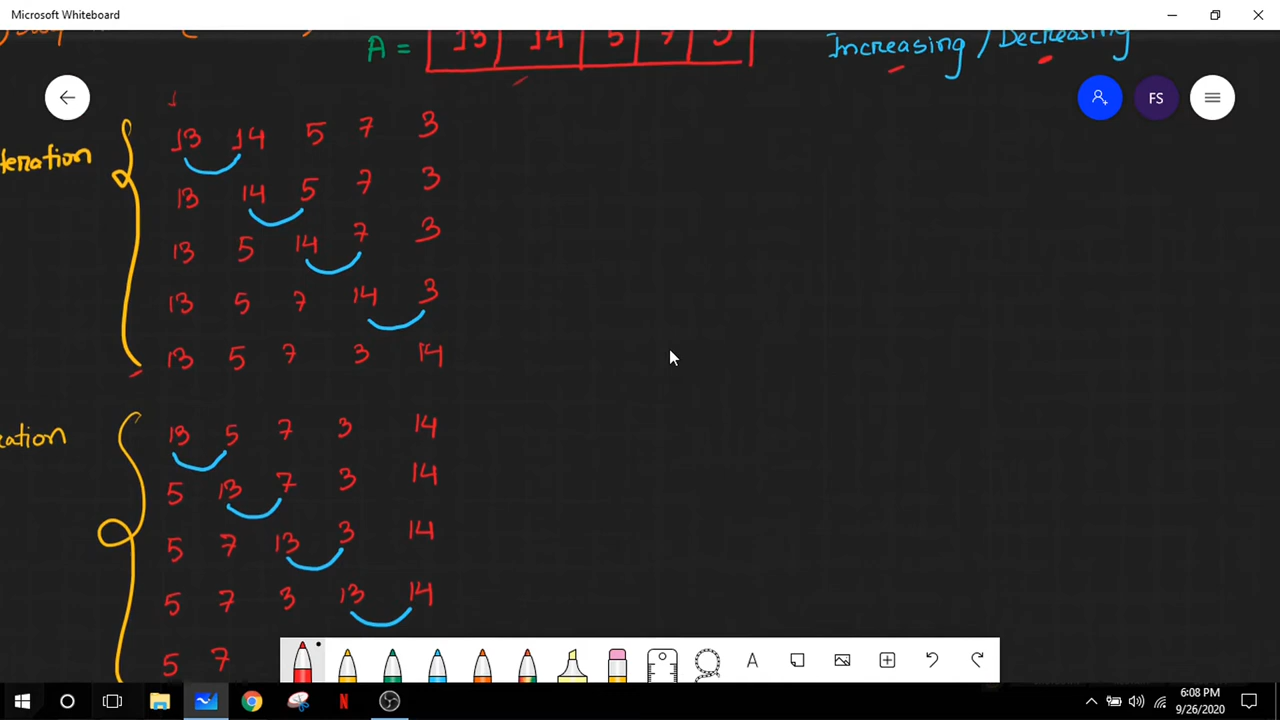 Microsoft Whiteboard
A = 13 14 5 7 3
Increasing / Decreasing
FS
13 14 5 7 3
teration
13 14 5 7 3
13 5 14 7 3
13 5 7 14 3
13 5 7 3 14
13 5 7 3 14
ration
5 13 7 3 14
5 7 13 3 14
5 7 3 13 14
5 7
A
N
6:08 PM
9/26/2020